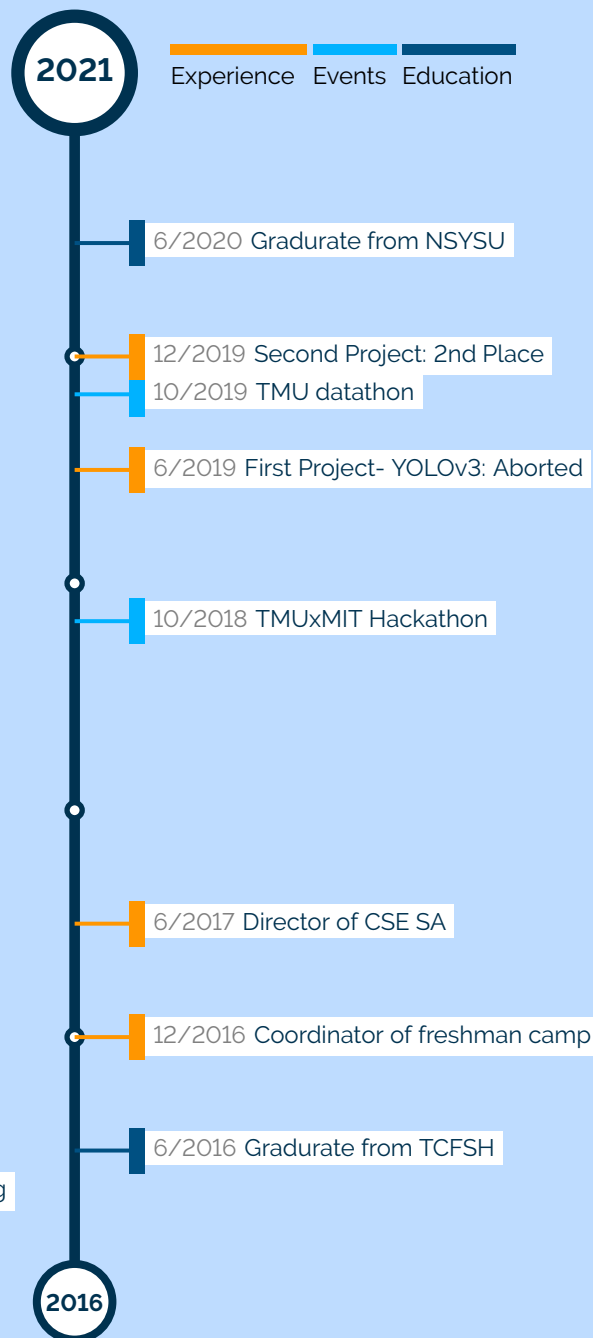 2021
Experience Events Education
6/2020 Gradurate from NSYSU
12/2019 Second Project: 2nd Place
10/2019 TMU datathon
6/2019 First Project- YOLOv3: Aborted
10/2018 TMUxMIT Hackathon
6/2017 Director of CSE SA
12/2016 Coordinator of freshman camp
6/2016 Gradurate from TCFSH
2016